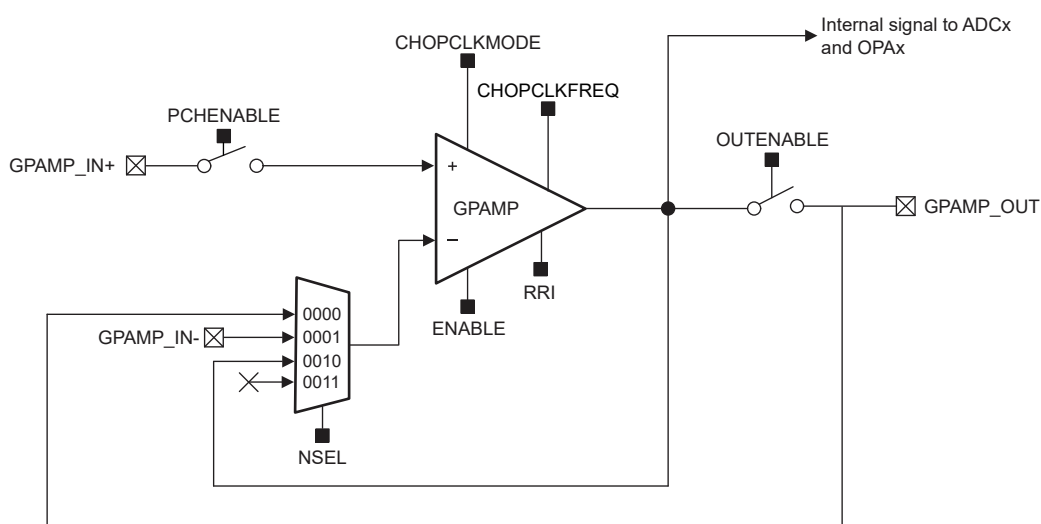 Internal signal to ADCx
and OPAx
CHOPCLKMODE
CHOPCLKFREQ
PCHENABLE
OUTENABLE
GPAMP_IN+
+
GPAMP
GPAMP_OUT
−
RRI
ENABLE
0000
GPAMP_IN-
0001
0010
0011
NSEL